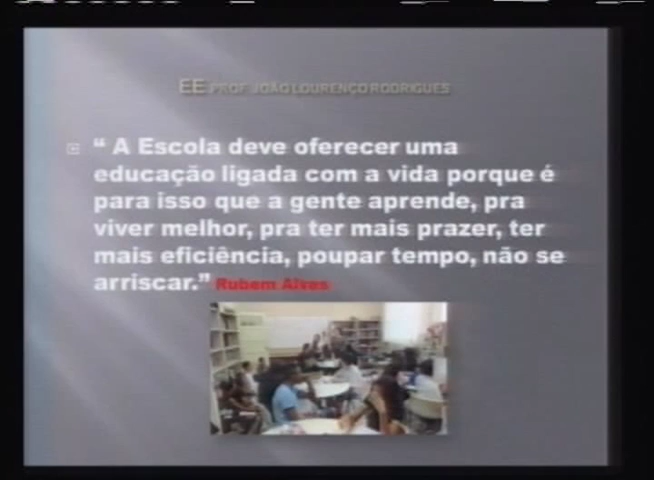 EE PROF. JOÃO LOURENÇO RODRIGUES
“ A Escola deve oferecer uma
educação ligada com a vida porque é
para isso que a gente aprende, pra
viver melhor, pra ter mais prazer, ter
mais eficiência, poupar tempo, não se
arriscar.” Rubem Alves